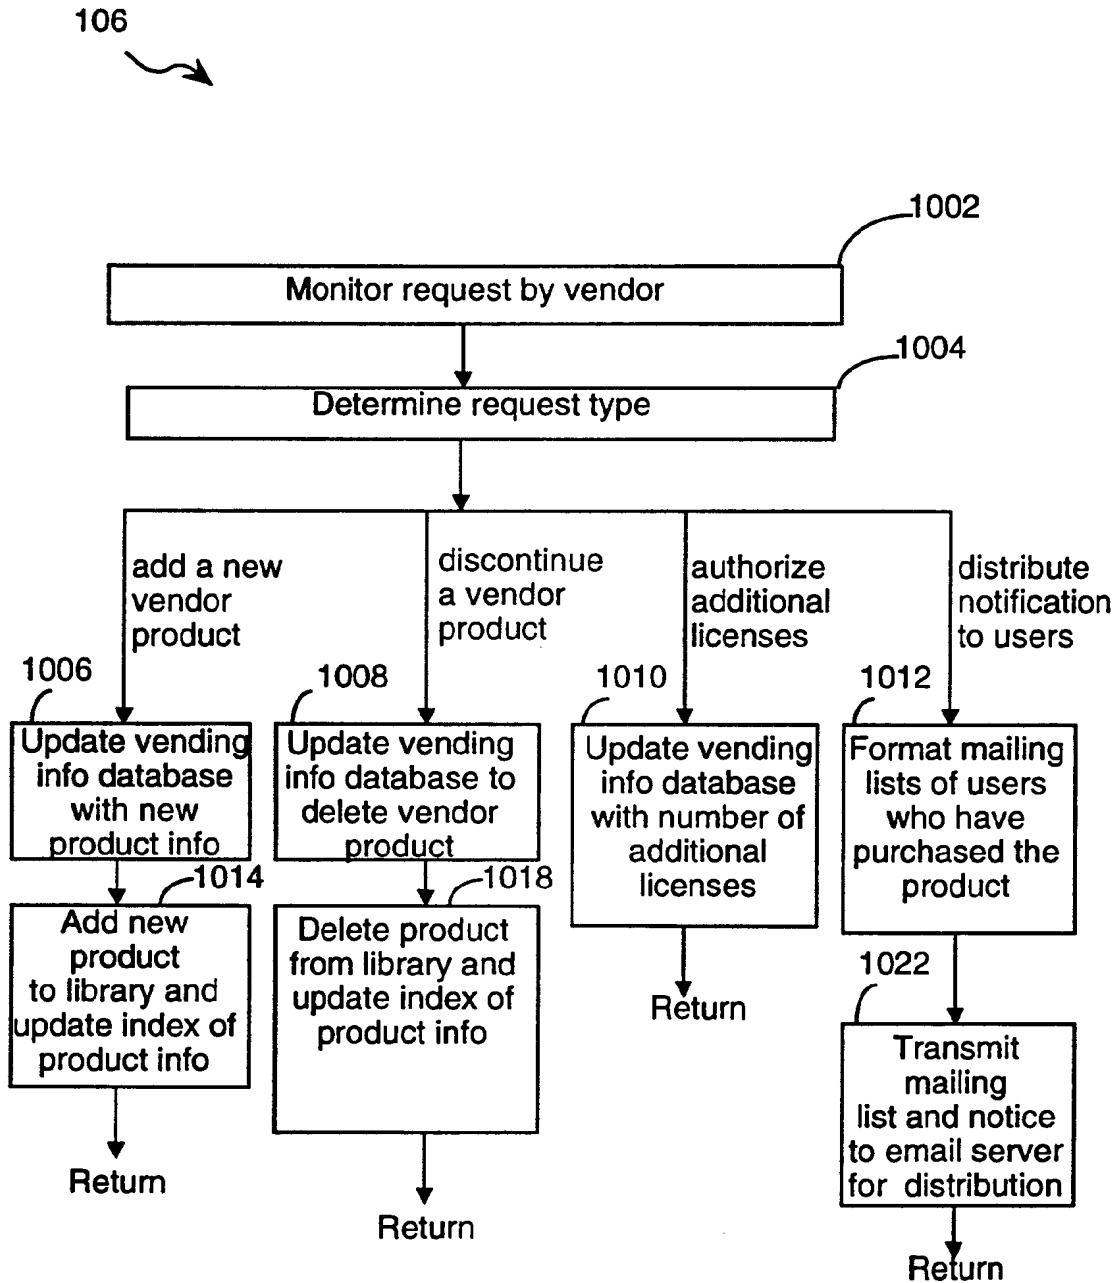 106
1002
Monitor request by vendor
1004
Determine request type
add a new
vendor
product
discontinue
a vendor
product
authorize
additional
licenses
distribute
notification
to users
1006
Update vending
info database
with new
product info
1008
Update vending
info database to
delete vendor
product
1010
Update vending
info database
with number of
additional
licenses
Return
1012
Format mailing
lists of users
who have
purchased the
product
1014
Add new
product
to library and
update index of
product info
Return
1018
Delete product
from library and
update index of
product info
Return
1022
Transmit
mailing
list and notice
to email server
for distribution
Return